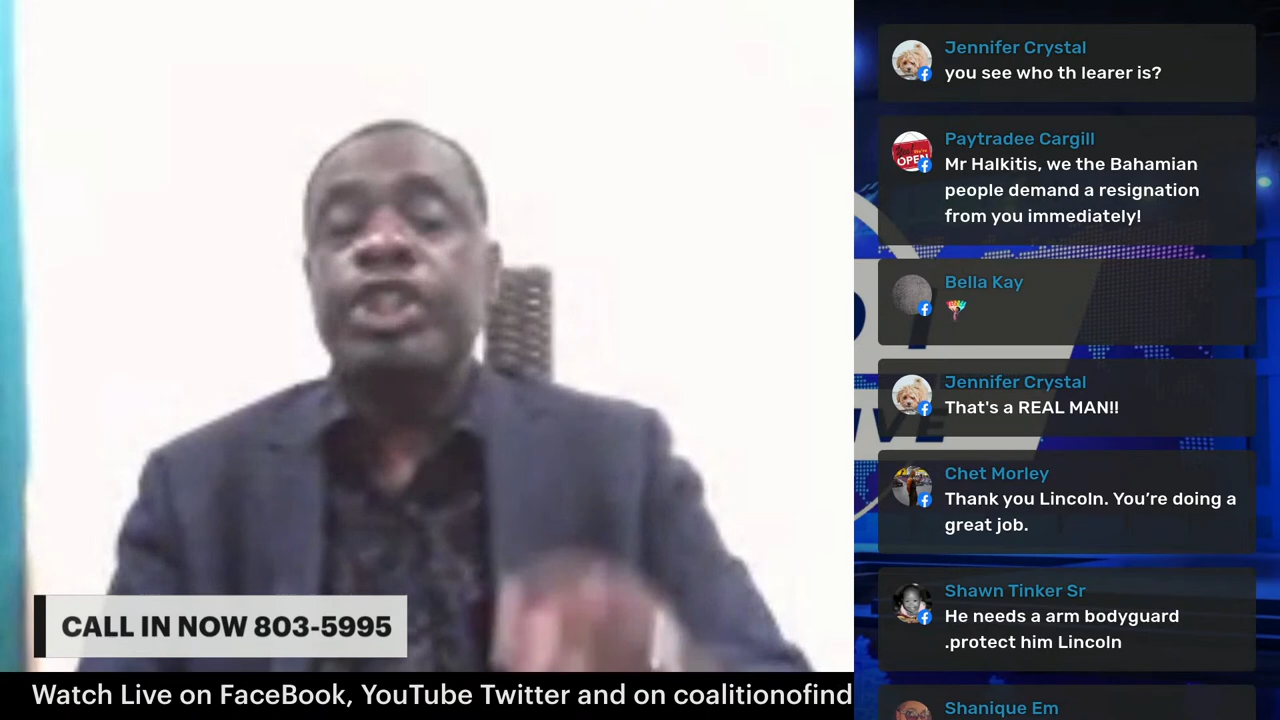 CALL IN NOW 803-5995
Watch Live on FaceBook, YouTube Twitter and on coalitionofind
Jennifer Crystal
you see who th learer is?
Paytradee Cargill
Mr Halkitis, we the Bahamian
people demand a resignation
from you immediately!
Bella Kay
Jennifer Crystal
That's a REAL MAN!!
Chet Morley
Thank you Lincoln. You’re doing a
great job.
Shawn Tinker Sr
He needs a arm bodyguard
.protect him Lincoln
Shanique Em
OPEN